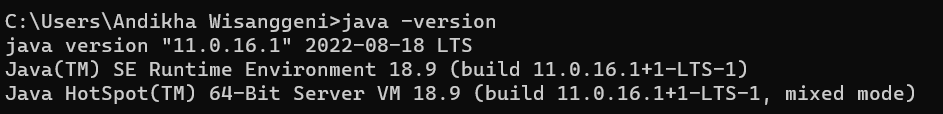 C:\Users\Andikha Wisanggeni>java -version
java version "11.0.16.1" 2022-08-18 LTS
Java(TM) SE Runtime Environment 18.9 (build 11.0.16.1+1-LTS-1)
Java HotSpot(TM) 64-Bit Server VM 18.9 (build 11.0.16.1+1-LTS-1, mixed mode)